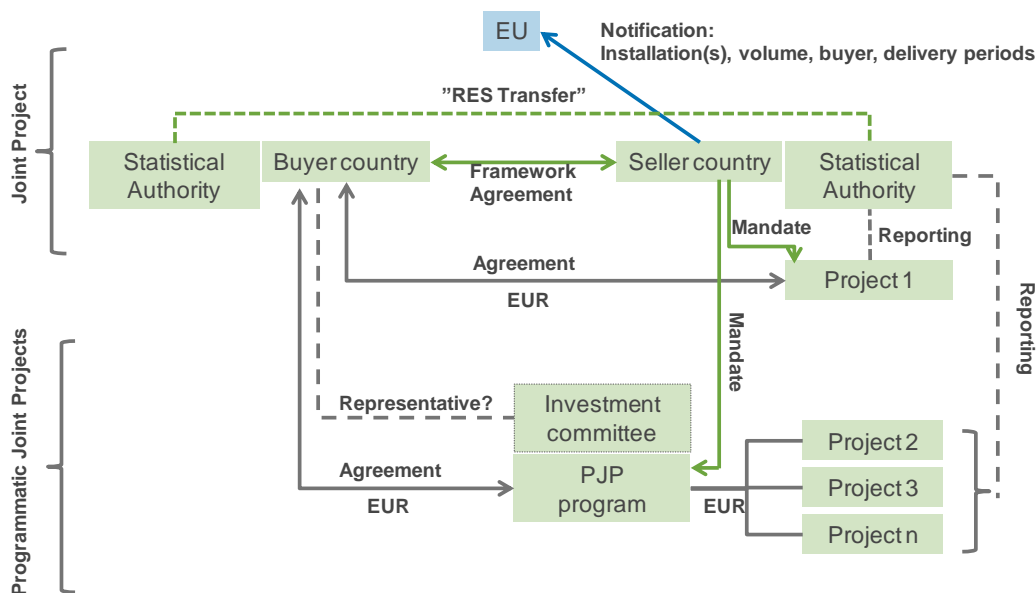 EU
Notification:
Installation(s), volume, buyer, delivery periods
”RES Transfer”
Joint Project
Statistical
Authority
Buyer country
Framework
Agreement
Seller country
Statistical
Authority
Mandate
Reporting
Agreement
EUR
Project 1
Reporting
Mandate
Programmatic Joint Projects
Representative?
Investment
committee
Agreement
EUR
PJP
program
EUR
Project 2
Project 3
Project n